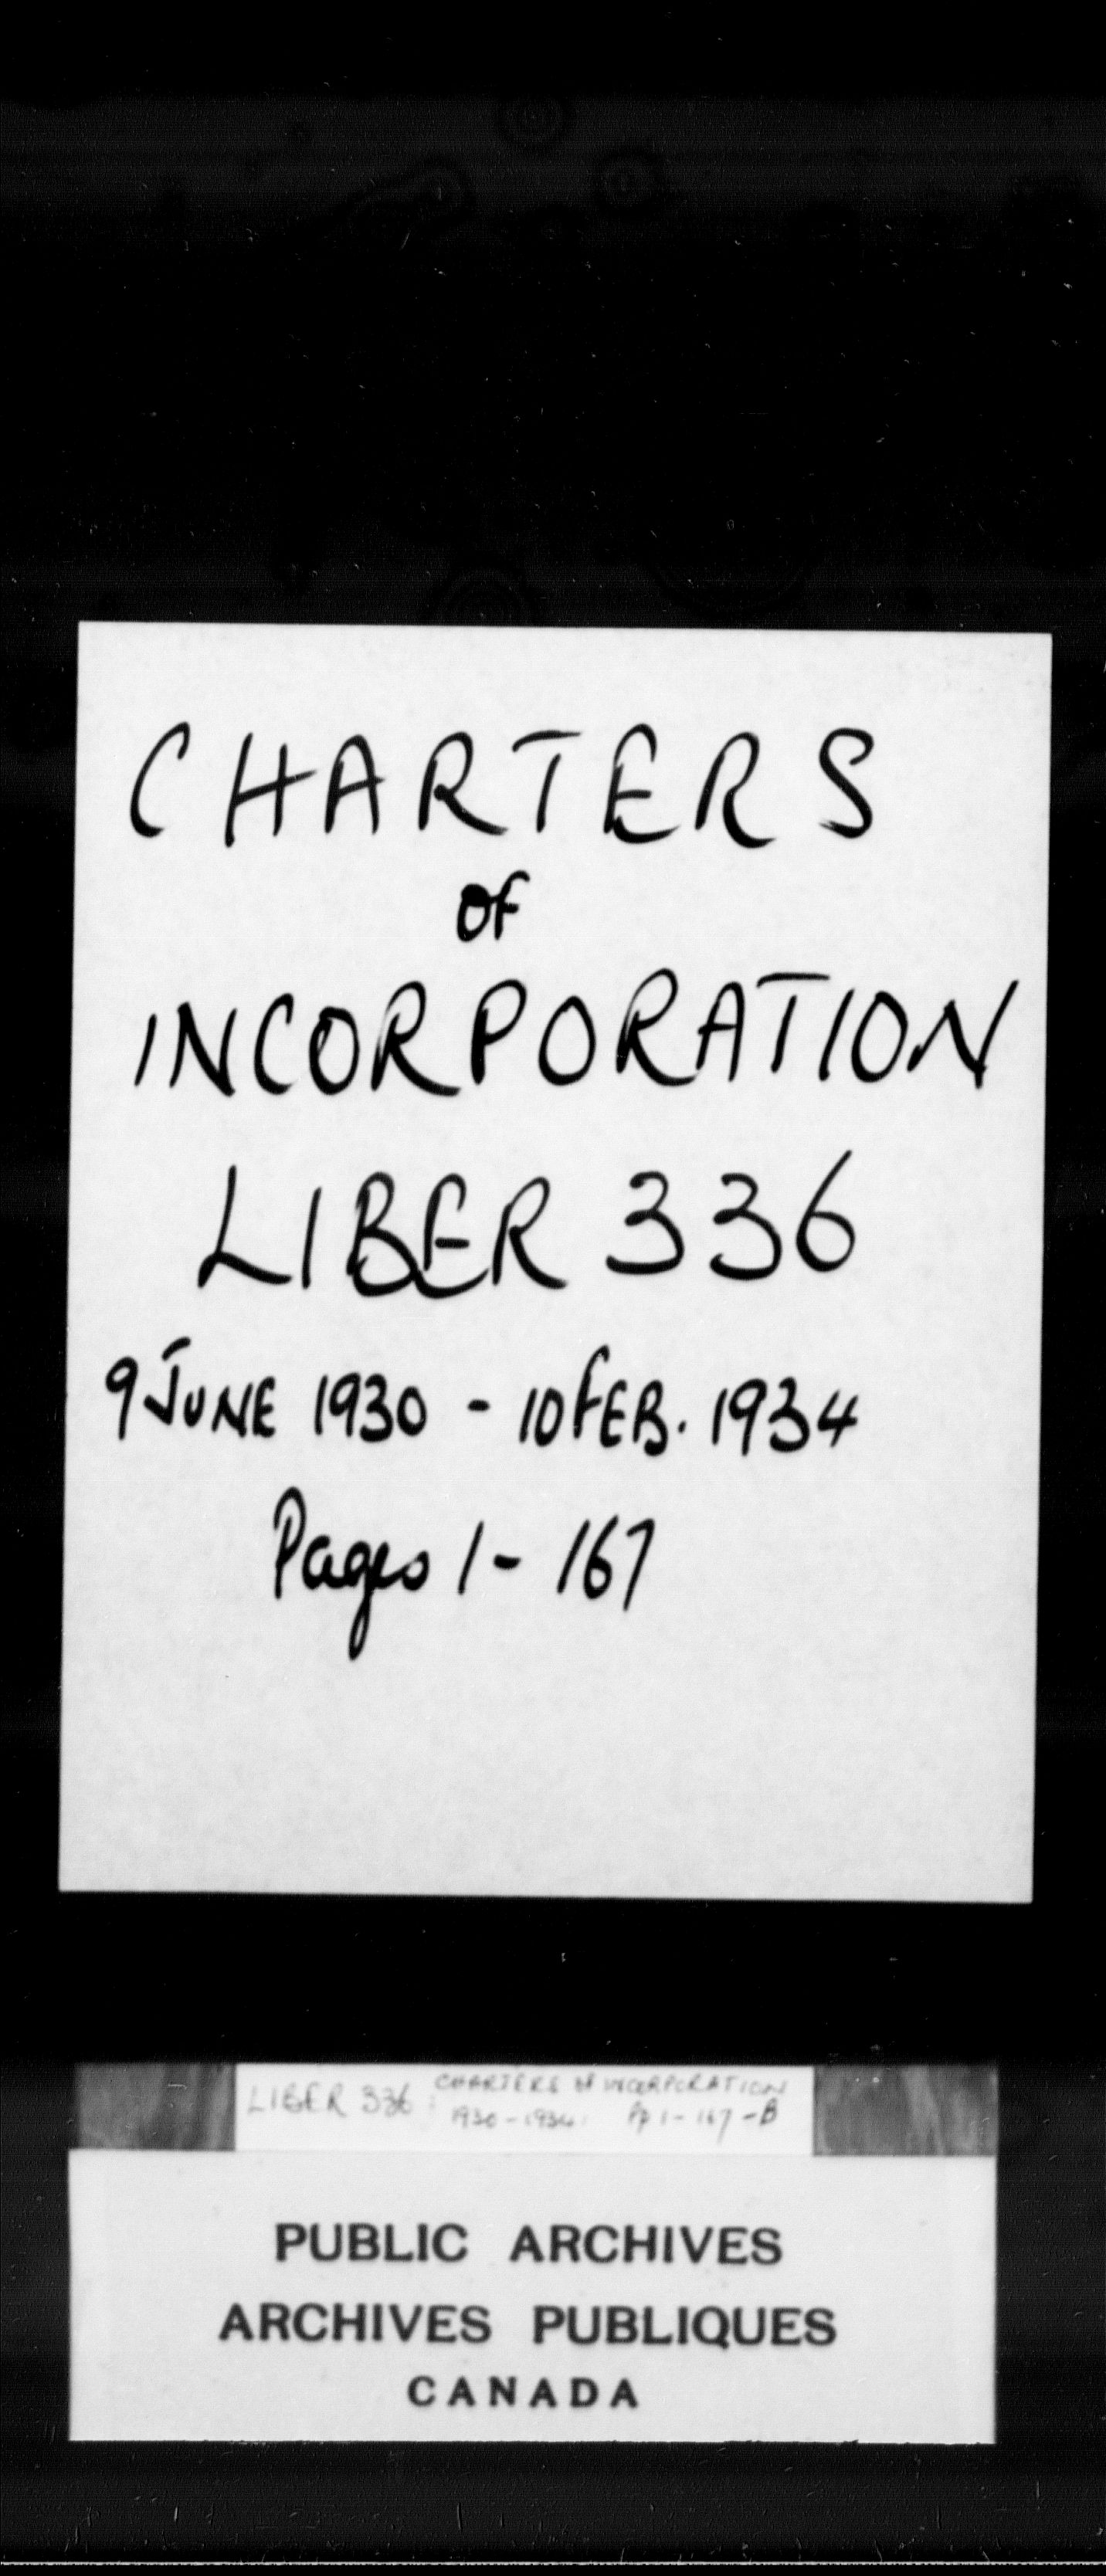 CHARTERS
OF
INCORPORATION
LIBER 336
9 JUNE 1930 - 10 FEB. 1934
Pages 1 - 167
LIBER 336 : CHARTERS of INCORPORATION
1930 - 1934. Pp 1 - 167 - B
PUBLIC ARCHIVES
ARCHIVES PUBLIQUES
CANADA